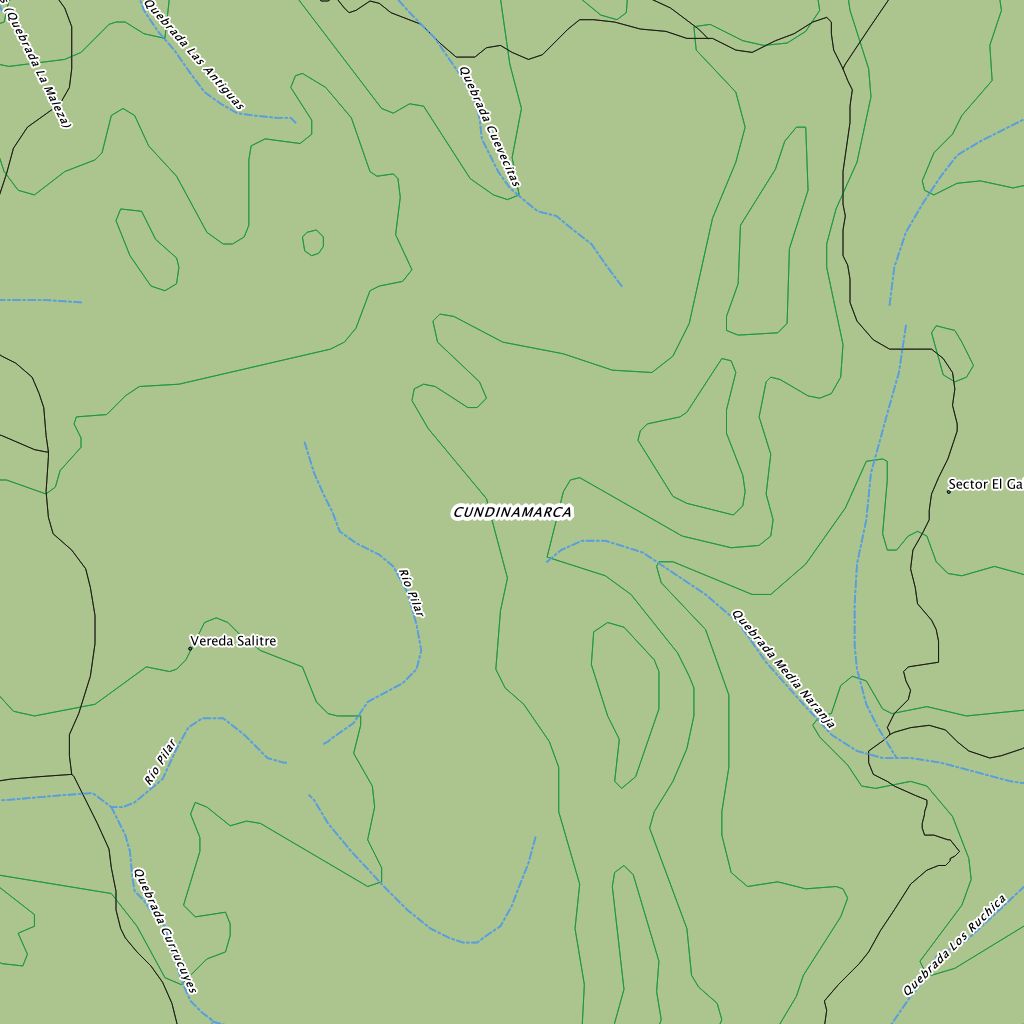 s (Quebrada La Maleza)
Quebrada Las Antiguas
Quebrada Cuevecitas
Sector El Ga
CUNDINAMARCA
Río Pilar
Vereda Salitre
Quebrada Media Naranja
Río Pilar
Quebrada Currucuyes
Quebrada Los Ruchica